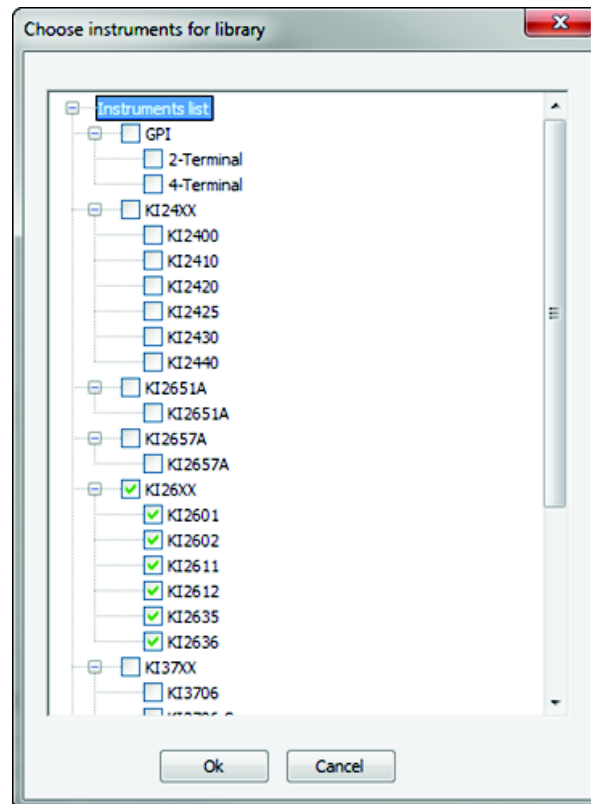 Choose instruments for library
Instruments list
GPI
2-Terminal
4-Terminal
KI24XX
KI2400
KI2410
KI2420
KI2425
KI2430
KI2440
KI2651A
KI2651A
KI2657A
KI2657A
KI26XX
KI2601
KI2602
KI2611
KI2612
KI2635
KI2636
KI37XX
KI3706
Ok
Cancel